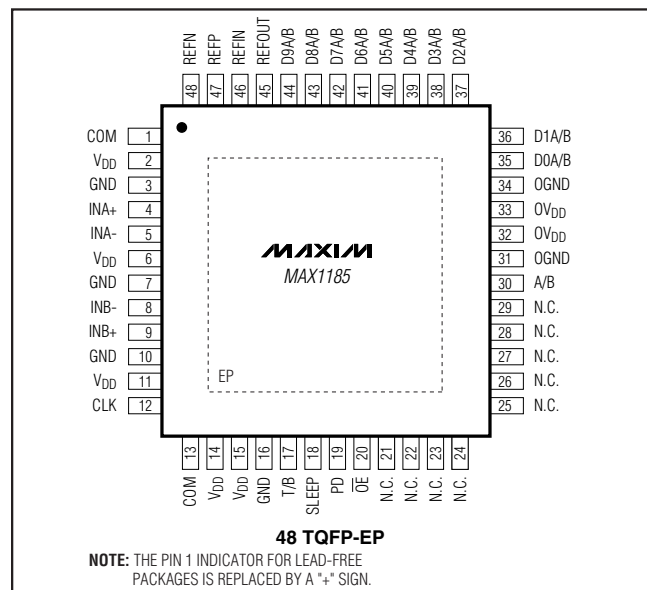 REFN REFP REFIN REFOUT D9A/B D8A/B D7A/B D6A/B D5A/B D4A/B D3A/B D2A/B
48 47 46 45 44 43 42 41 40 39 38 37
COM 1 36 D1A/B
VDD 2 35 D0A/B
GND 3 34 OGND
INA+ 4 33 OVDD
INA- 5 32 OVDD
VDD 6 31 OGND
GND 7 30 A/B
INB- 8 29 N.C.
INB+ 9 28 N.C.
GND 10 27 N.C.
VDD 11 26 N.C.
CLK 12 25 N.C.
MAXIM
MAX1185
EP
13 14 15 16 17 18 19 20 21 22 23 24
COM VDD VDD GND T/B SLEEP PD O̅E̅ N.C. N.C. N.C. N.C.
48 TQFP-EP
NOTE: THE PIN 1 INDICATOR FOR LEAD-FREE
PACKAGES IS REPLACED BY A "+" SIGN.